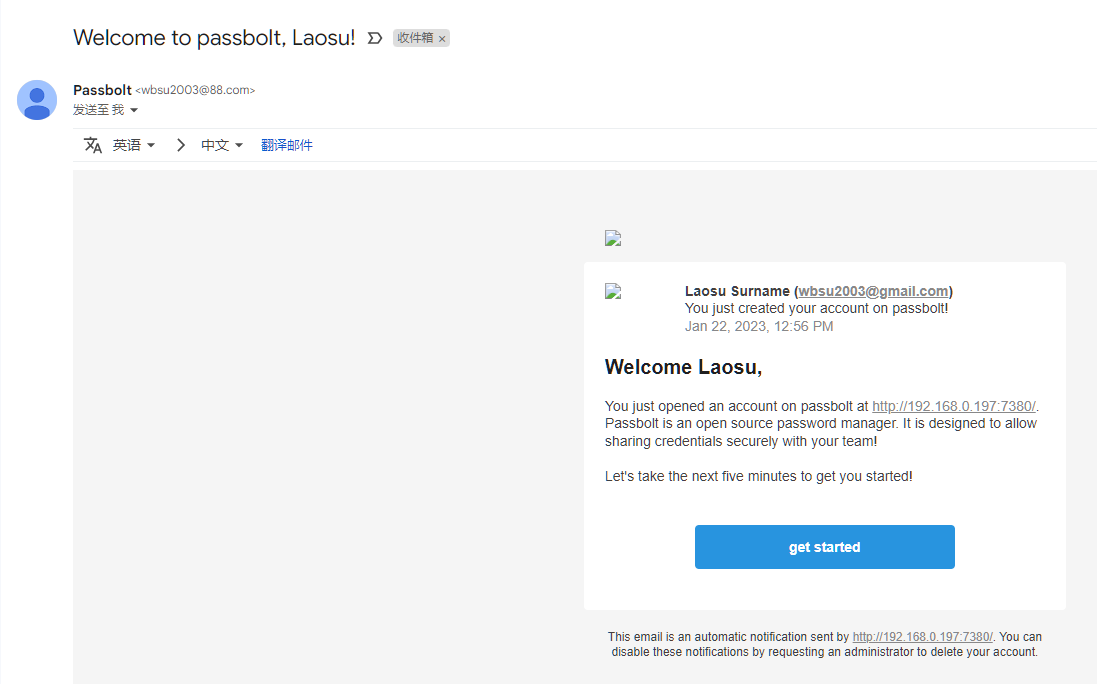 Welcome to passbolt, Laosu! 收件箱 ×
Passbolt <wbsu2003@88.com>
发送至 我
英语 中文 翻译邮件
Laosu Surname (wbsu2003@gmail.com)
You just created your account on passbolt!
Jan 22, 2023, 12:56 PM
Welcome Laosu,
You just opened an account on passbolt at http://192.168.0.197:7380/.
Passbolt is an open source password manager. It is designed to allow
sharing credentials securely with your team!
Let's take the next five minutes to get you started!
get started
This email is an automatic notification sent by http://192.168.0.197:7380/. You can
disable these notifications by requesting an administrator to delete your account.